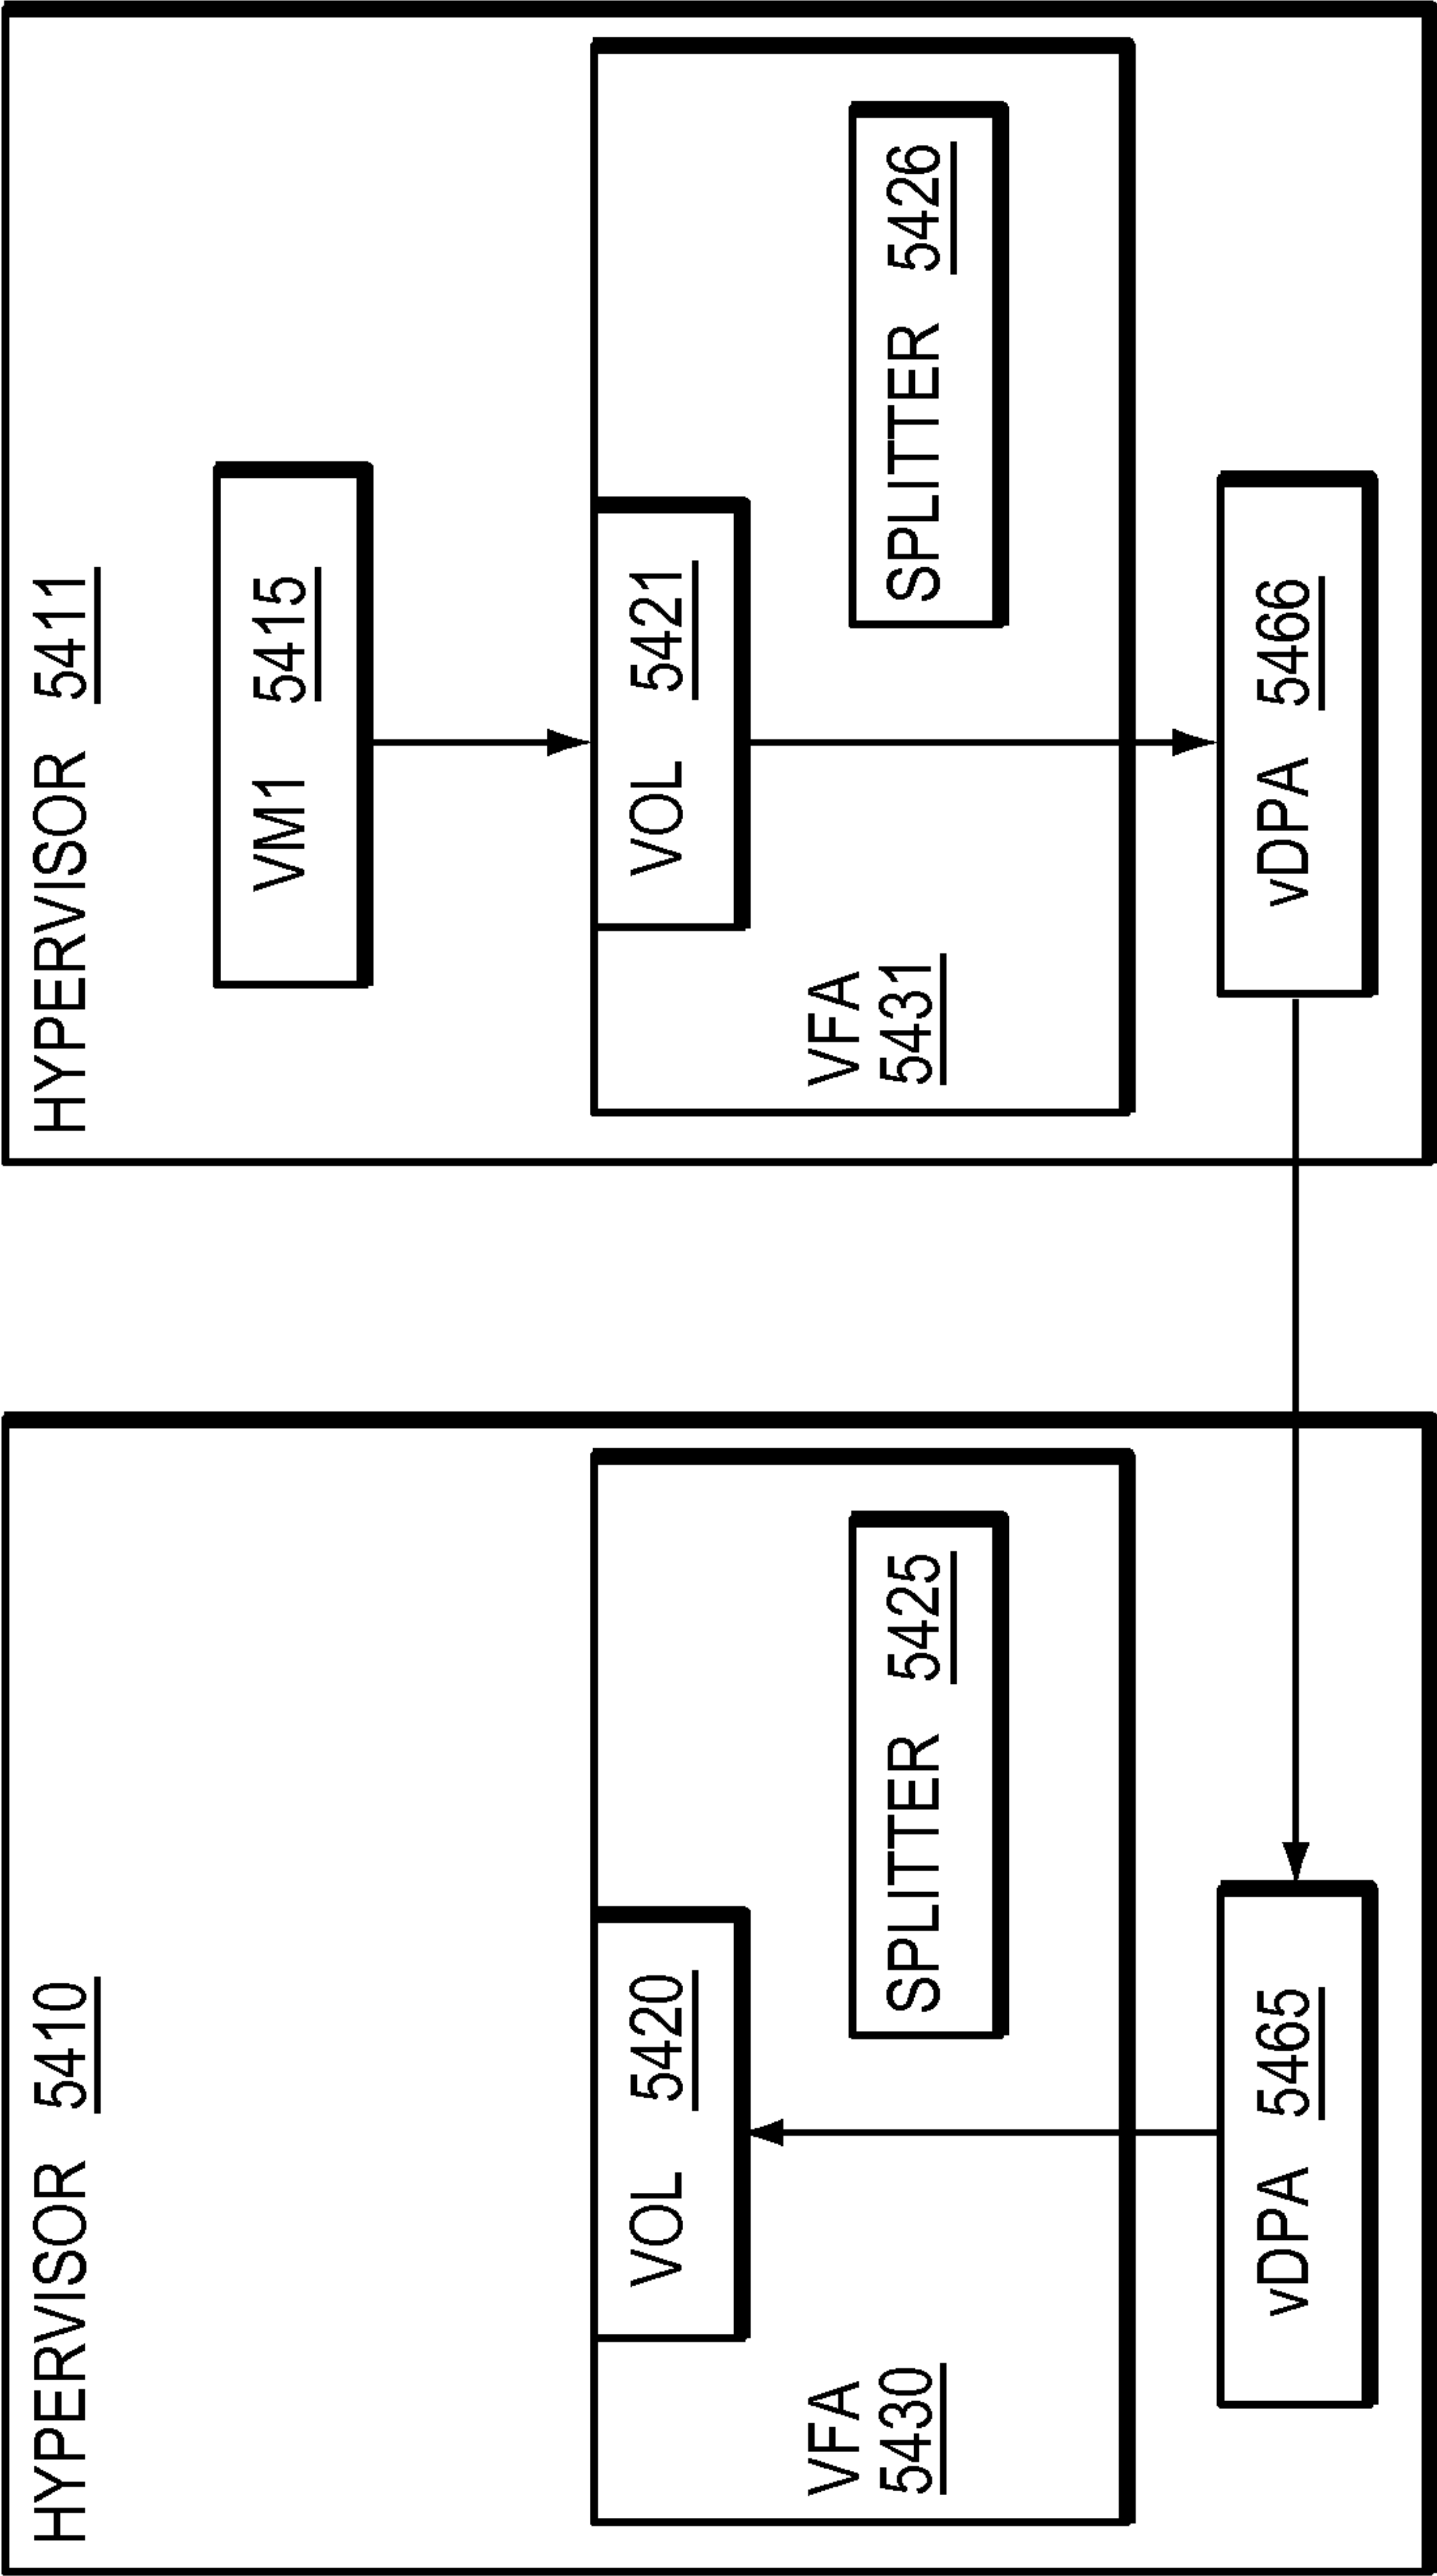 HYPERVISOR 5410
VOL 5420
SPLITTER 5425
VFA
5430
vDPA 5465
HYPERVISOR 5411
VM1 5415
VOL 5421
SPLITTER 5426
VFA
5431
vDPA 5466